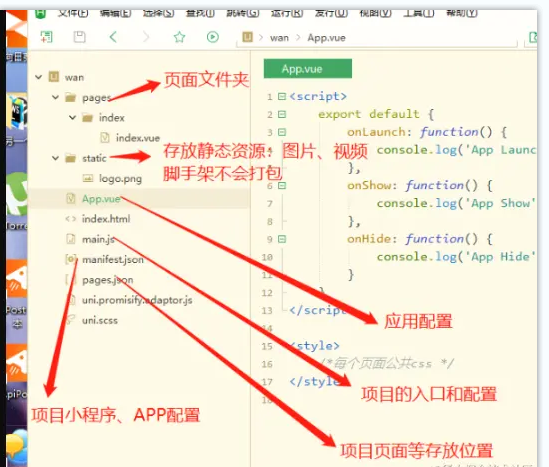 文件(F) 编辑(E) 选择(S) 查找(I) 跳转(G) 运行(R) 发行(U) 视图(V) 工具(T) 帮助(Y)
wan > App.vue
wan
pages
index
index.vue
static
logo.png
App.vue
index.html
main.js
manifest.json
pages.json
uni.promisify.adaptor.js
uni.scss
页面文件夹
存放静态资源：图片、视频
脚手架不会打包
App.vue
1 <script>
2 export default {
3 onLaunch: function() {
4 console.log('App Launc
5 },
6 onShow: function() {
7 console.log('App Show'
8 },
9 onHide: function() {
10 console.log('App Hide'
11 }
12 }
13 </script>
14
15 <style>
16 /*每个页面公共css */
17 </style>
18
应用配置
项目的入口和配置
项目小程序、APP配置
项目页面等存放位置